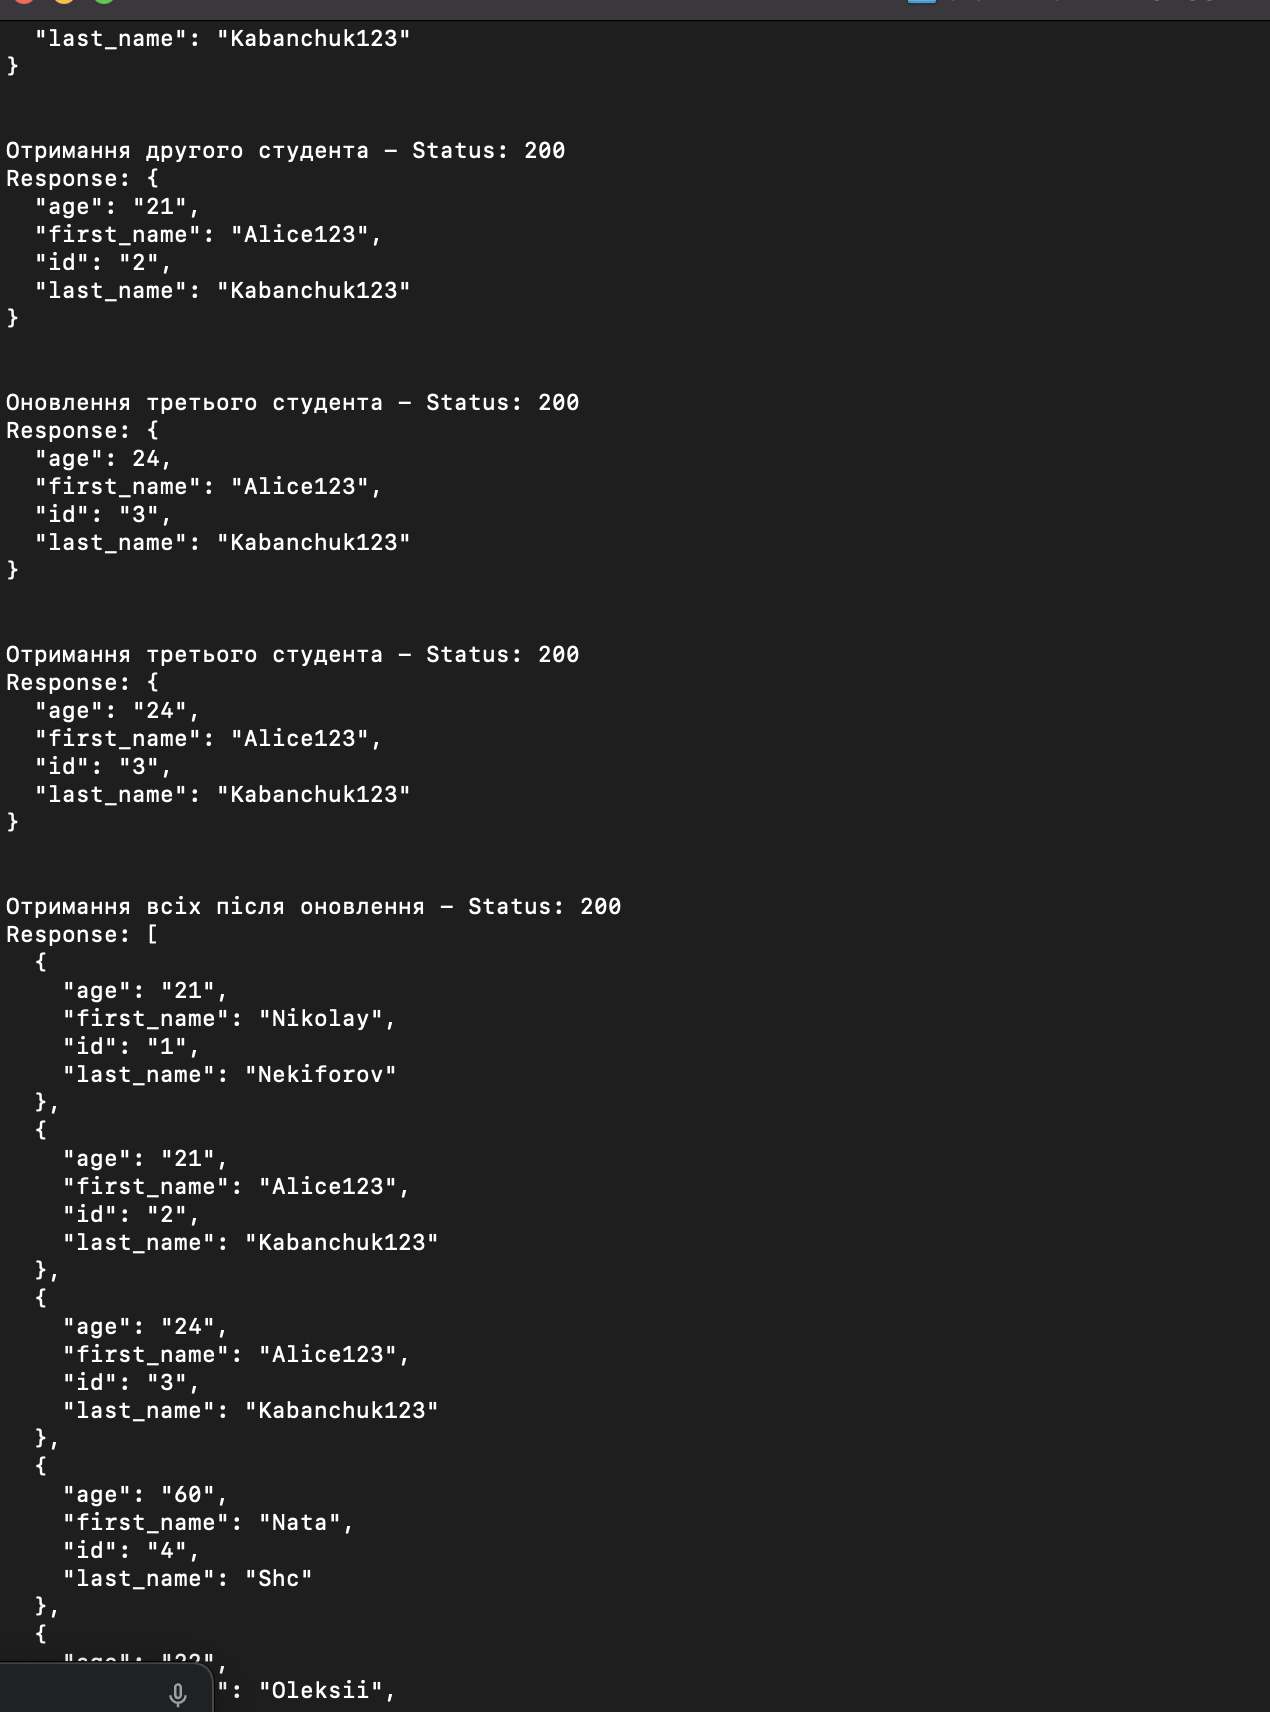 "last_name": "Kabanchuk123"
}
Отримання другого студента – Status: 200
Response: {
"age": "21",
"first_name": "Alice123",
"id": "2",
"last_name": "Kabanchuk123"
}
Оновлення третього студента – Status: 200
Response: {
"age": 24,
"first_name": "Alice123",
"id": "3",
"last_name": "Kabanchuk123"
}
Отримання третього студента – Status: 200
Response: {
"age": "24",
"first_name": "Alice123",
"id": "3",
"last_name": "Kabanchuk123"
}
Отримання всіх після оновлення – Status: 200
Response: [
{
"age": "21",
"first_name": "Nikolay",
"id": "1",
"last_name": "Nekiforov"
},
{
"age": "21",
"first_name": "Alice123",
"id": "2",
"last_name": "Kabanchuk123"
},
{
"age": "24",
"first_name": "Alice123",
"id": "3",
"last_name": "Kabanchuk123"
},
{
"age": "60",
"first_name": "Nata",
"id": "4",
"last_name": "Shc"
},
{
": "Oleksii",